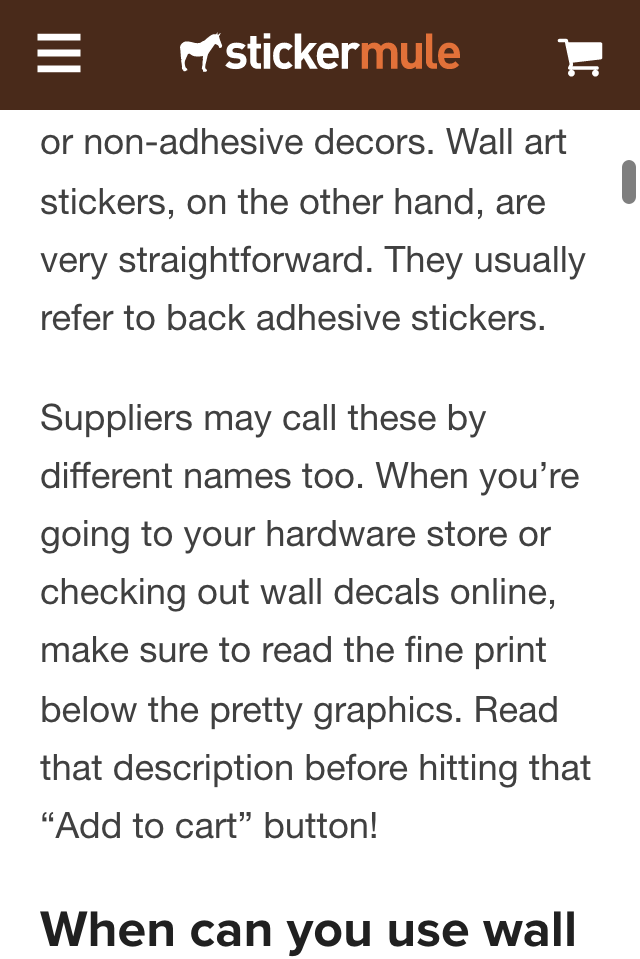 stickermule
or non-adhesive decors. Wall art
stickers, on the other hand, are
very straightforward. They usually
refer to back adhesive stickers.
Suppliers may call these by
different names too. When you’re
going to your hardware store or
checking out wall decals online,
make sure to read the fine print
below the pretty graphics. Read
that description before hitting that
“Add to cart” button!
When can you use wall